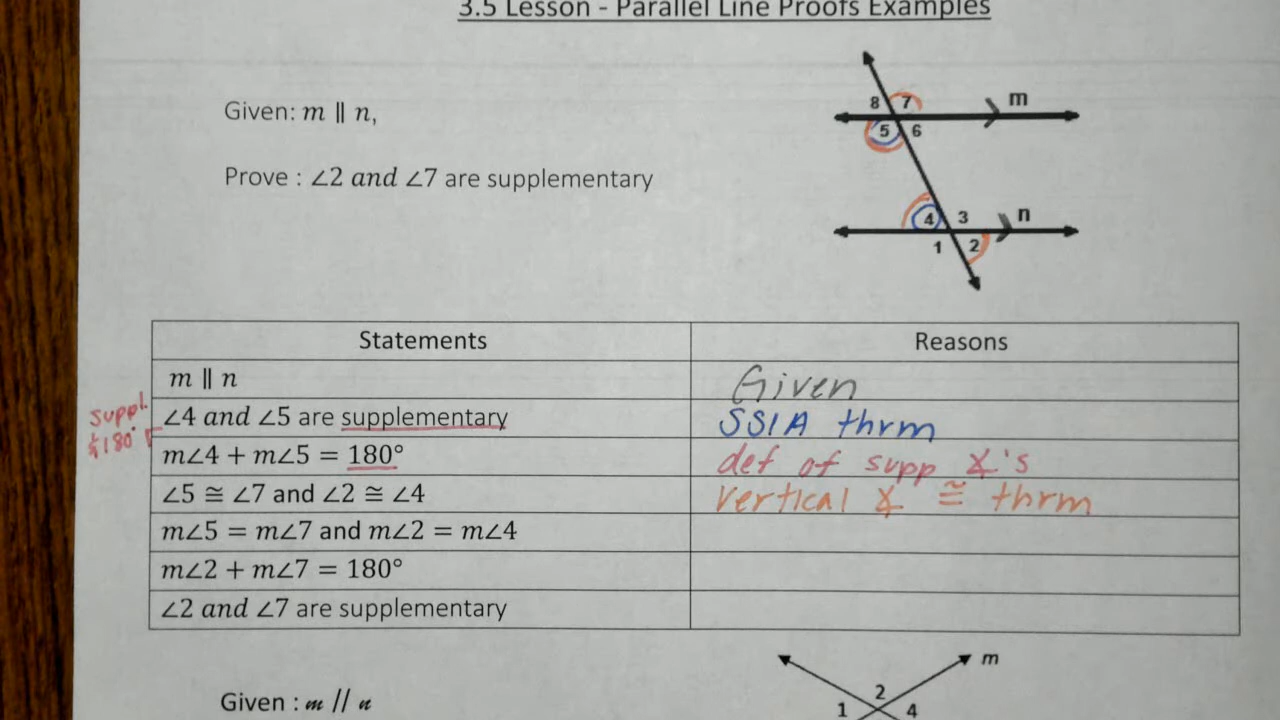 3.5 Lesson - Parallel Line Proofs Examples
Given: m ∥ n,
Prove : ∠2 and ∠7 are supplementary
8 7 m
5 6
4 3 n
1 2
Statements Reasons
m ∥ n Given
suppl. ∠4 and ∠5 are supplementary SSIA thrm
180° m∠4 + m∠5 = 180° def of supp ∡'s
∠5 ≅ ∠7 and ∠2 ≅ ∠4 vertical ∡ ≅ thrm
m∠5 = m∠7 and m∠2 = m∠4
m∠2 + m∠7 = 180°
∠2 and ∠7 are supplementary
Given : m // n
m
2
1 4